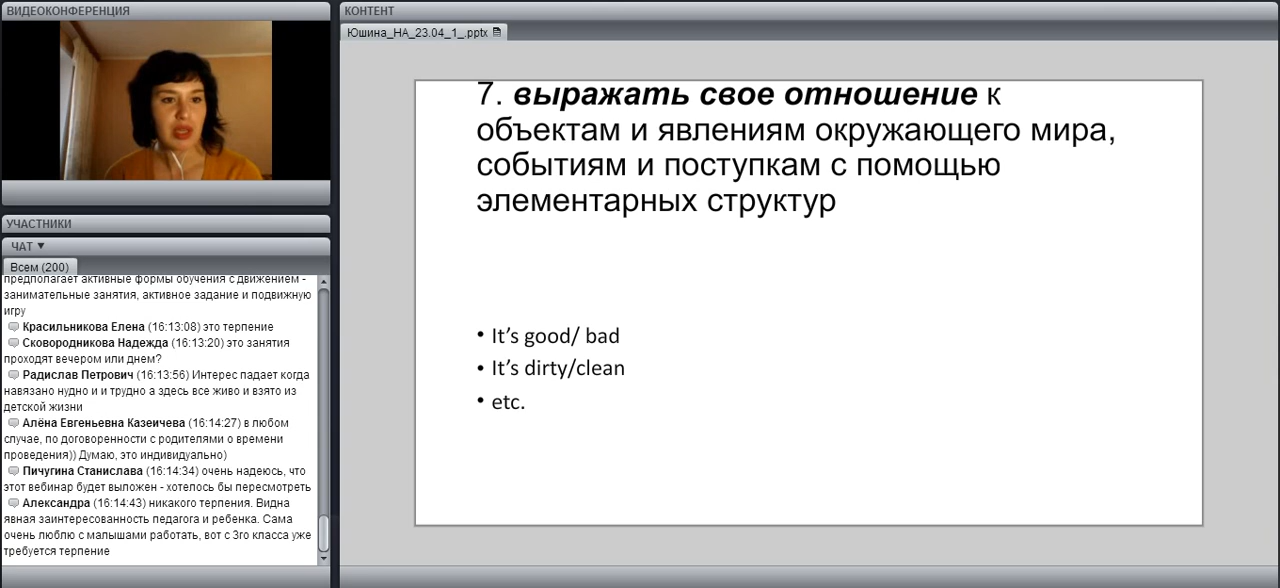 ВИДЕОКОНФЕРЕНЦИЯ
УЧАСТНИКИ
ЧАТ
Всем (200)
предполагает активные формы обучения с движением -
занимательные занятия, активное задание и подвижную
игру
Красильникова Елена (16:13:08) это терпение
Сковородникова Надежда (16:13:20) это занятия
проходят вечером или днем?
Радислав Петрович (16:13:56) Интерес падает когда
навязано нудно и и трудно а здесь все живо и взято из
детской жизни
Алёна Евгеньевна Казеичева (16:14:27) в любом
случае, по договоренности с родителями о времени
проведения)) Думаю, это индивидуально)
Пичугина Станислава (16:14:34) очень надеюсь, что
этот вебинар будет выложен - хотелось бы пересмотреть
Александра (16:14:43) никакого терпения. Видна
явная заинтересованность педагога и ребенка. Сама
очень люблю с малышами работать, вот с 3го класса уже
требуется терпение
КОНТЕНТ
Юшина_НА_23.04_1_.pptx
7. выражать свое отношение к
объектам и явлениям окружающего мира,
событиям и поступкам с помощью
элементарных структур
• It’s good/ bad
• It’s dirty/clean
• etc.